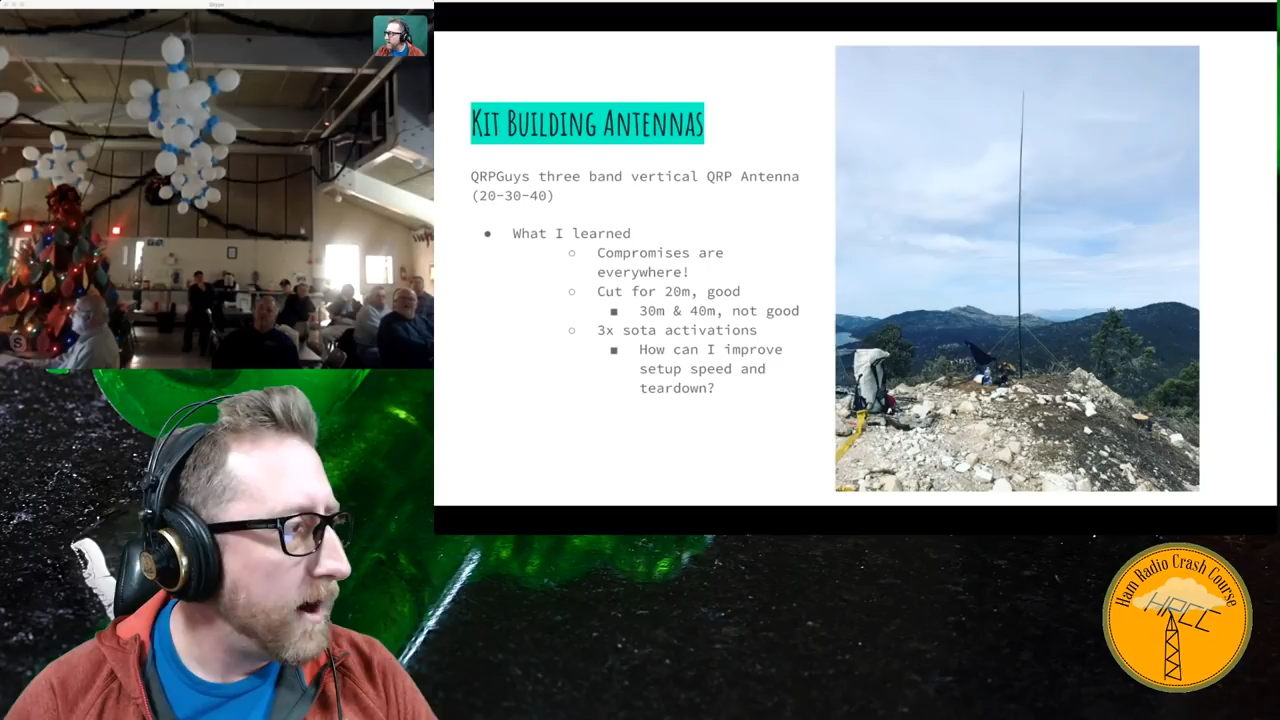 Skype
KIT BUILDING ANTENNAS
QRPGuys three band vertical QRP Antenna
(20-30-40)
● What I learned
○ Compromises are
everywhere!
○ Cut for 20m, good
■ 30m & 40m, not good
○ 3x sota activations
■ How can I improve
setup speed and
teardown?
S
Ham Radio Crash Course
HRCC